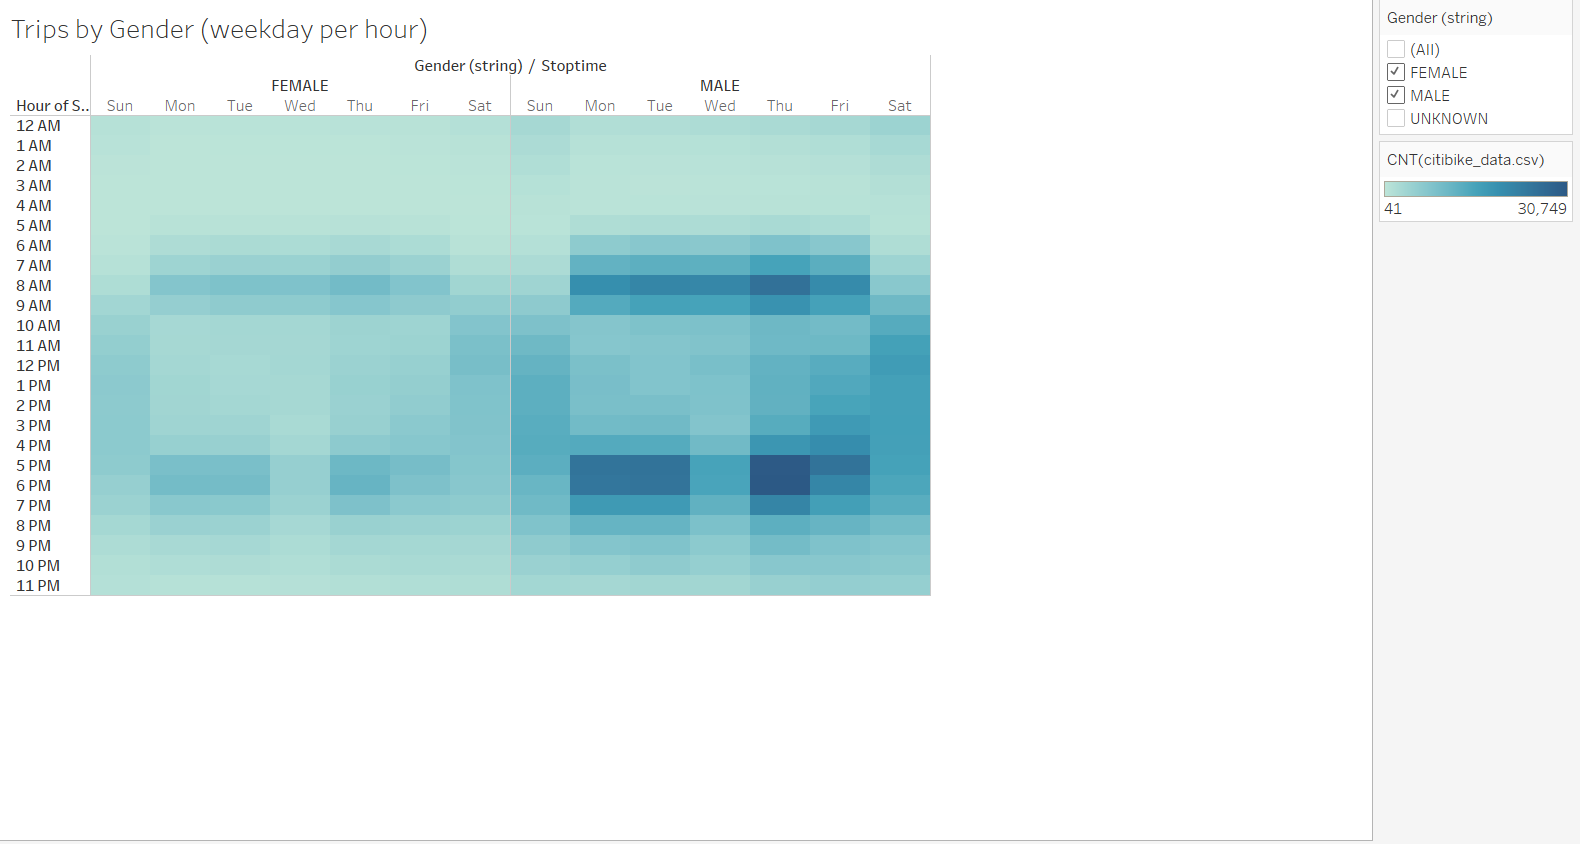 Trips by Gender (weekday per hour)
Gender (string) / Stoptime
FEMALE MALE
Hour of S.. Sun Mon Tue Wed Thu Fri Sat Sun Mon Tue Wed Thu Fri Sat
12 AM
1 AM
2 AM
3 AM
4 AM
5 AM
6 AM
7 AM
8 AM
9 AM
10 AM
11 AM
12 PM
1 PM
2 PM
3 PM
4 PM
5 PM
6 PM
7 PM
8 PM
9 PM
10 PM
11 PM
Gender (string)
(All)
FEMALE
MALE
UNKNOWN
CNT(citibike_data.csv)
41 30,749